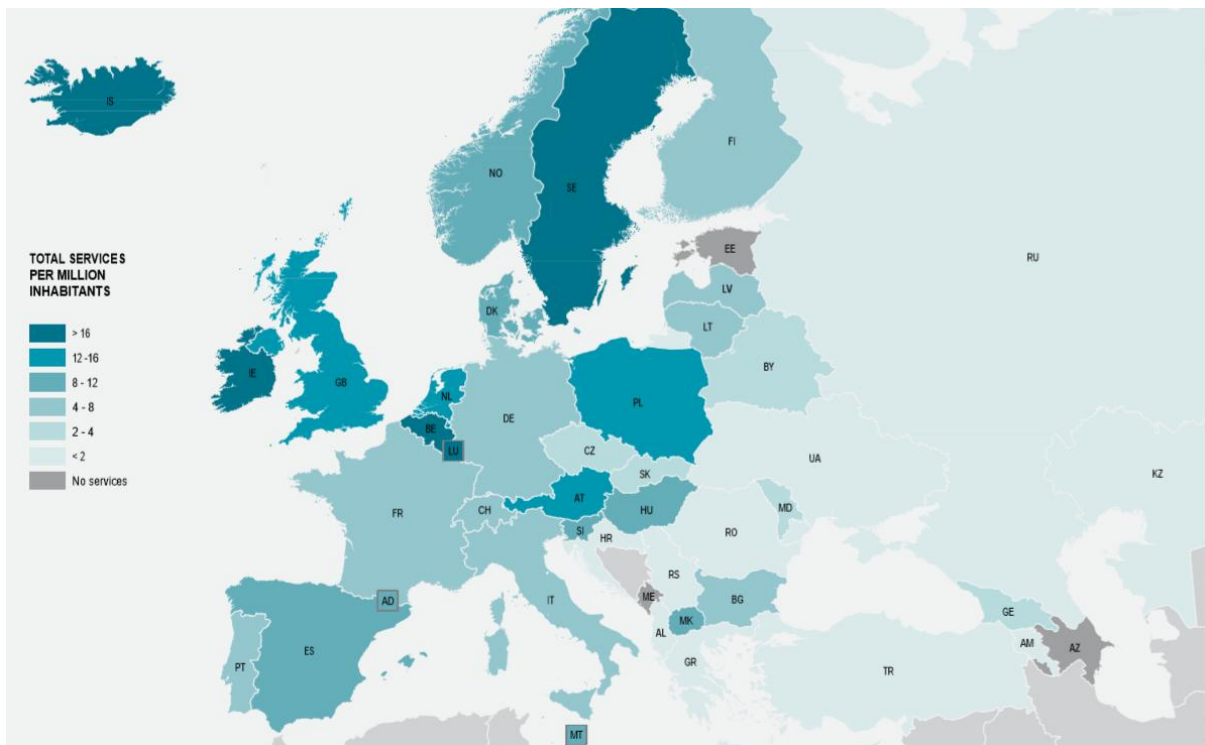 IS
NO
SE
FI
TOTAL SERVICES
PER MILLION
INHABITANTS
> 16
12-16
8 - 12
4 - 8
2 - 4
< 2
No services
EE
RU
LV
LT
DK
BY
IE
GB
NL
BE
LU
DE
PL
CZ
SK
UA
KZ
FR
CH
AT
HU
MD
SI
HR
RO
RS
AD
IT
ME
BG
MK
AL
GE
AM
AZ
PT
ES
GR
TR
MT